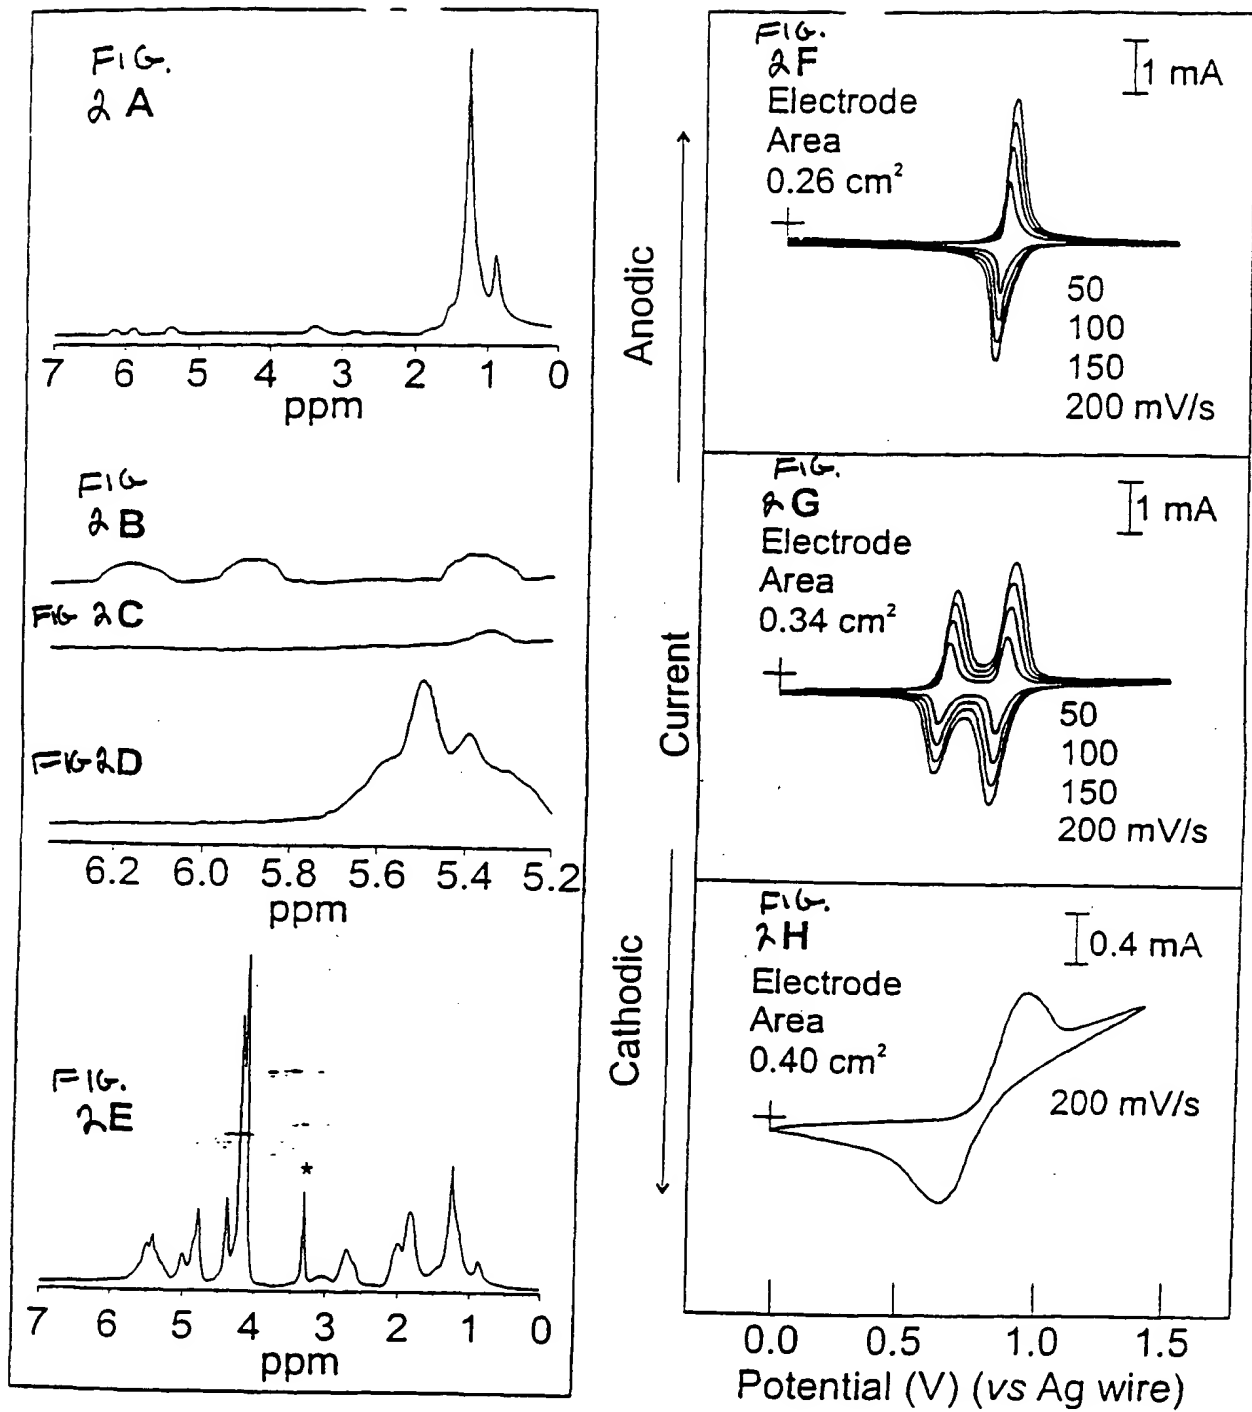 FIG.
2 A
7 6 5 4 3 2 1 0
ppm
FIG
2 B
FIG 2C
FIG 2D
6.2 6.0 5.8 5.6 5.4 5.2
ppm
FIG.
2E
*
7 6 5 4 3 2 1 0
ppm
Anodic
Current
Cathodic
FIG.
2F
1 mA
Electrode
Area
0.26 cm²
50
100
150
200 mV/s
FIG.
2G
1 mA
Electrode
Area
0.34 cm²
50
100
150
200 mV/s
FIG.
2H
0.4 mA
Electrode
Area
0.40 cm²
200 mV/s
0.0 0.5 1.0 1.5
Potential (V) (vs Ag wire)